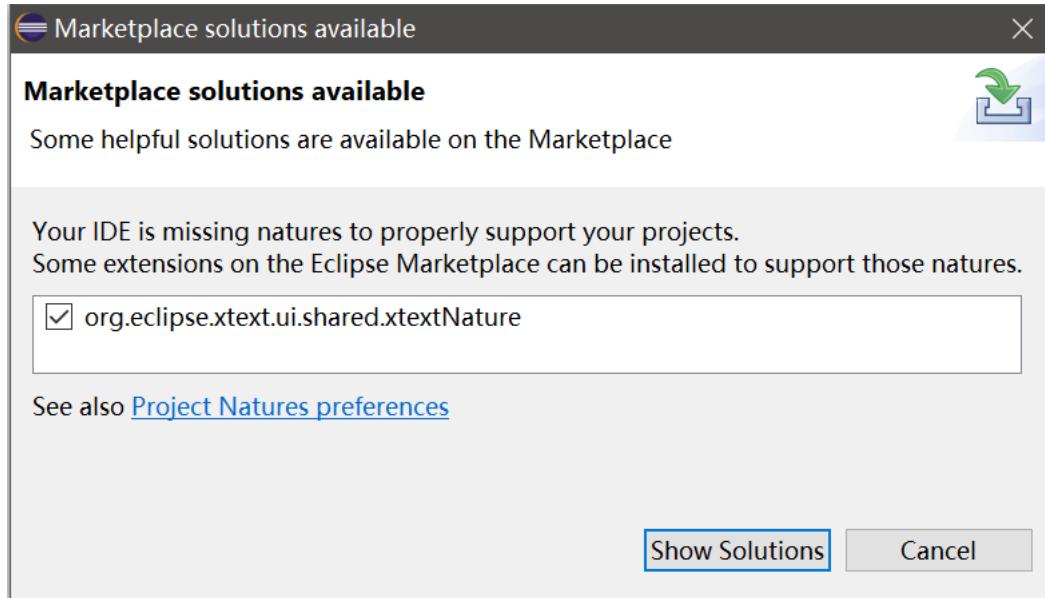 Marketplace solutions available
Marketplace solutions available
Some helpful solutions are available on the Marketplace
Your IDE is missing natures to properly support your projects.
Some extensions on the Eclipse Marketplace can be installed to support those natures.
org.eclipse.xtext.ui.shared.xtextNature
See also Project Natures preferences
Show Solutions Cancel